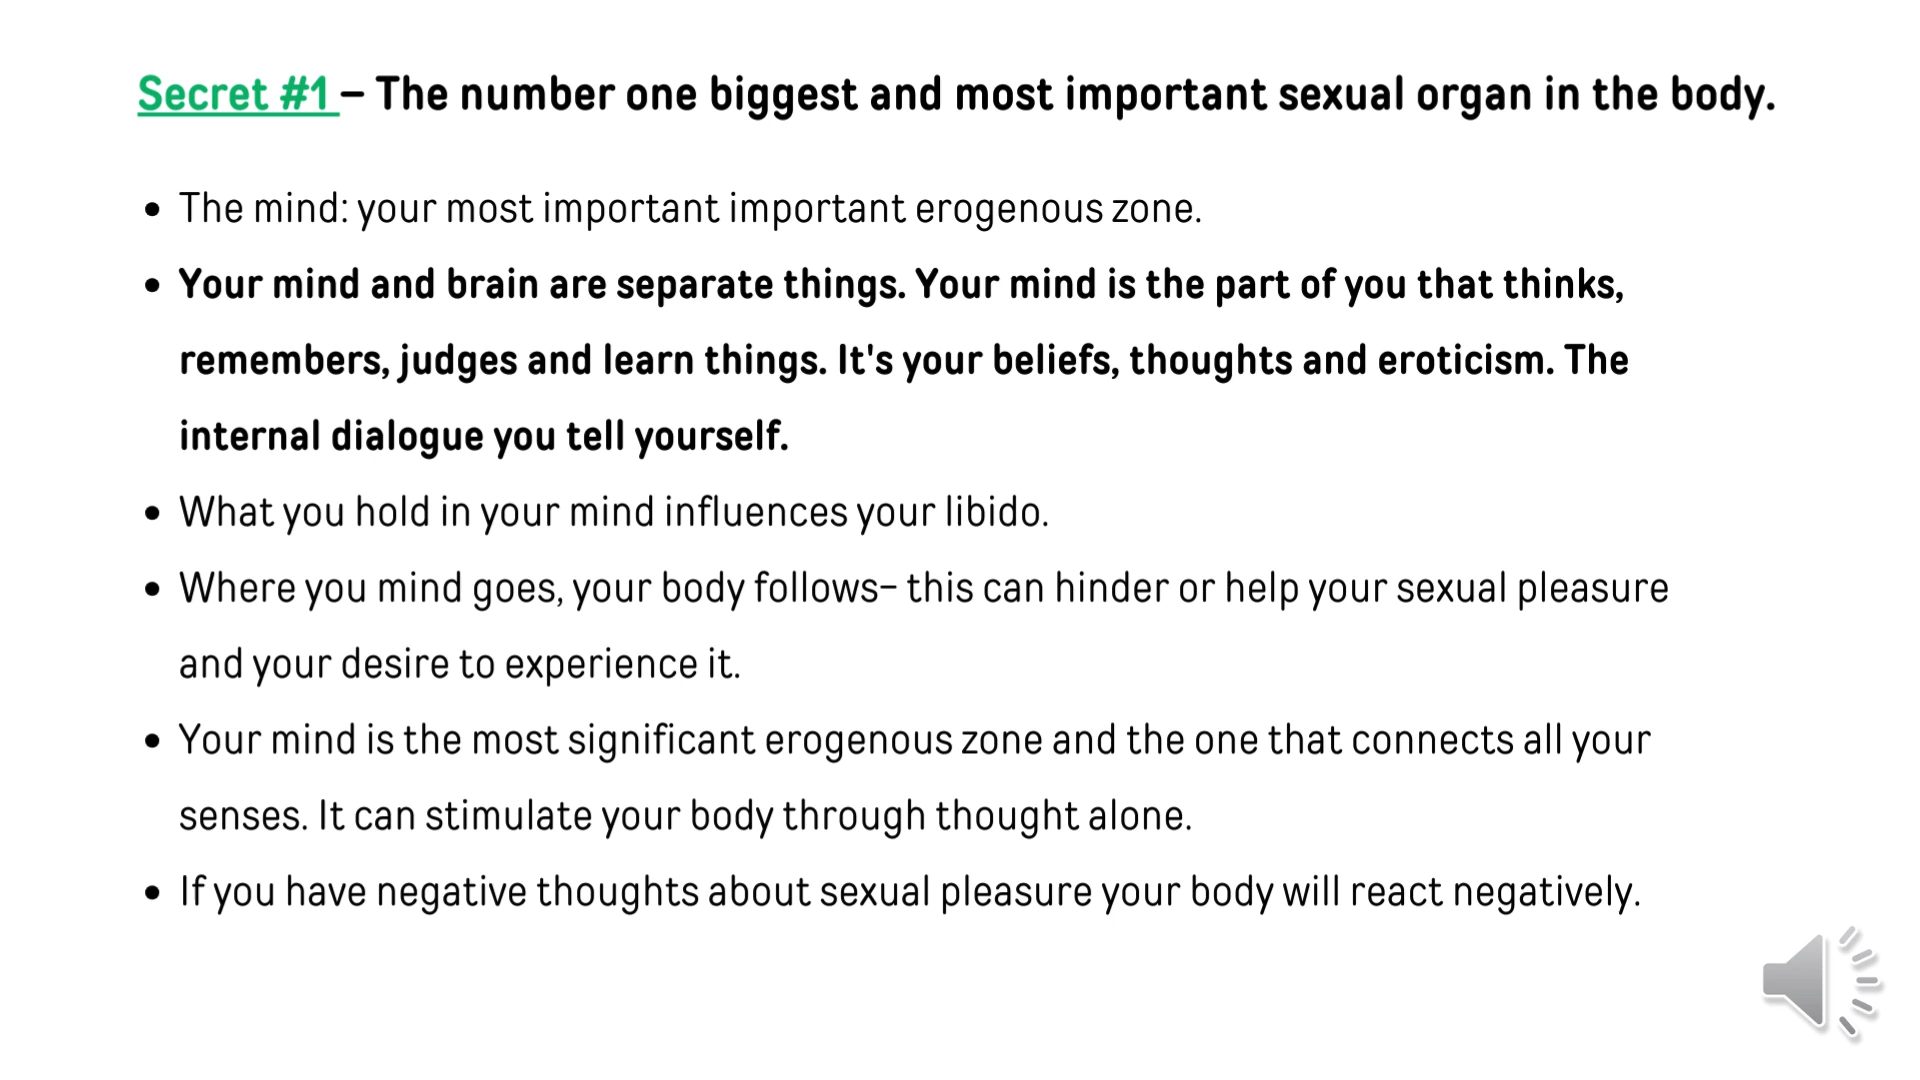 Secret #1 – The number one biggest and most important sexual organ in the body.
• The mind: your most important important erogenous zone.
• Your mind and brain are separate things. Your mind is the part of you that thinks,
remembers, judges and learn things. It's your beliefs, thoughts and eroticism. The
internal dialogue you tell yourself.
• What you hold in your mind influences your libido.
• Where you mind goes, your body follows– this can hinder or help your sexual pleasure
and your desire to experience it.
• Your mind is the most significant erogenous zone and the one that connects all your
senses. It can stimulate your body through thought alone.
• If you have negative thoughts about sexual pleasure your body will react negatively.